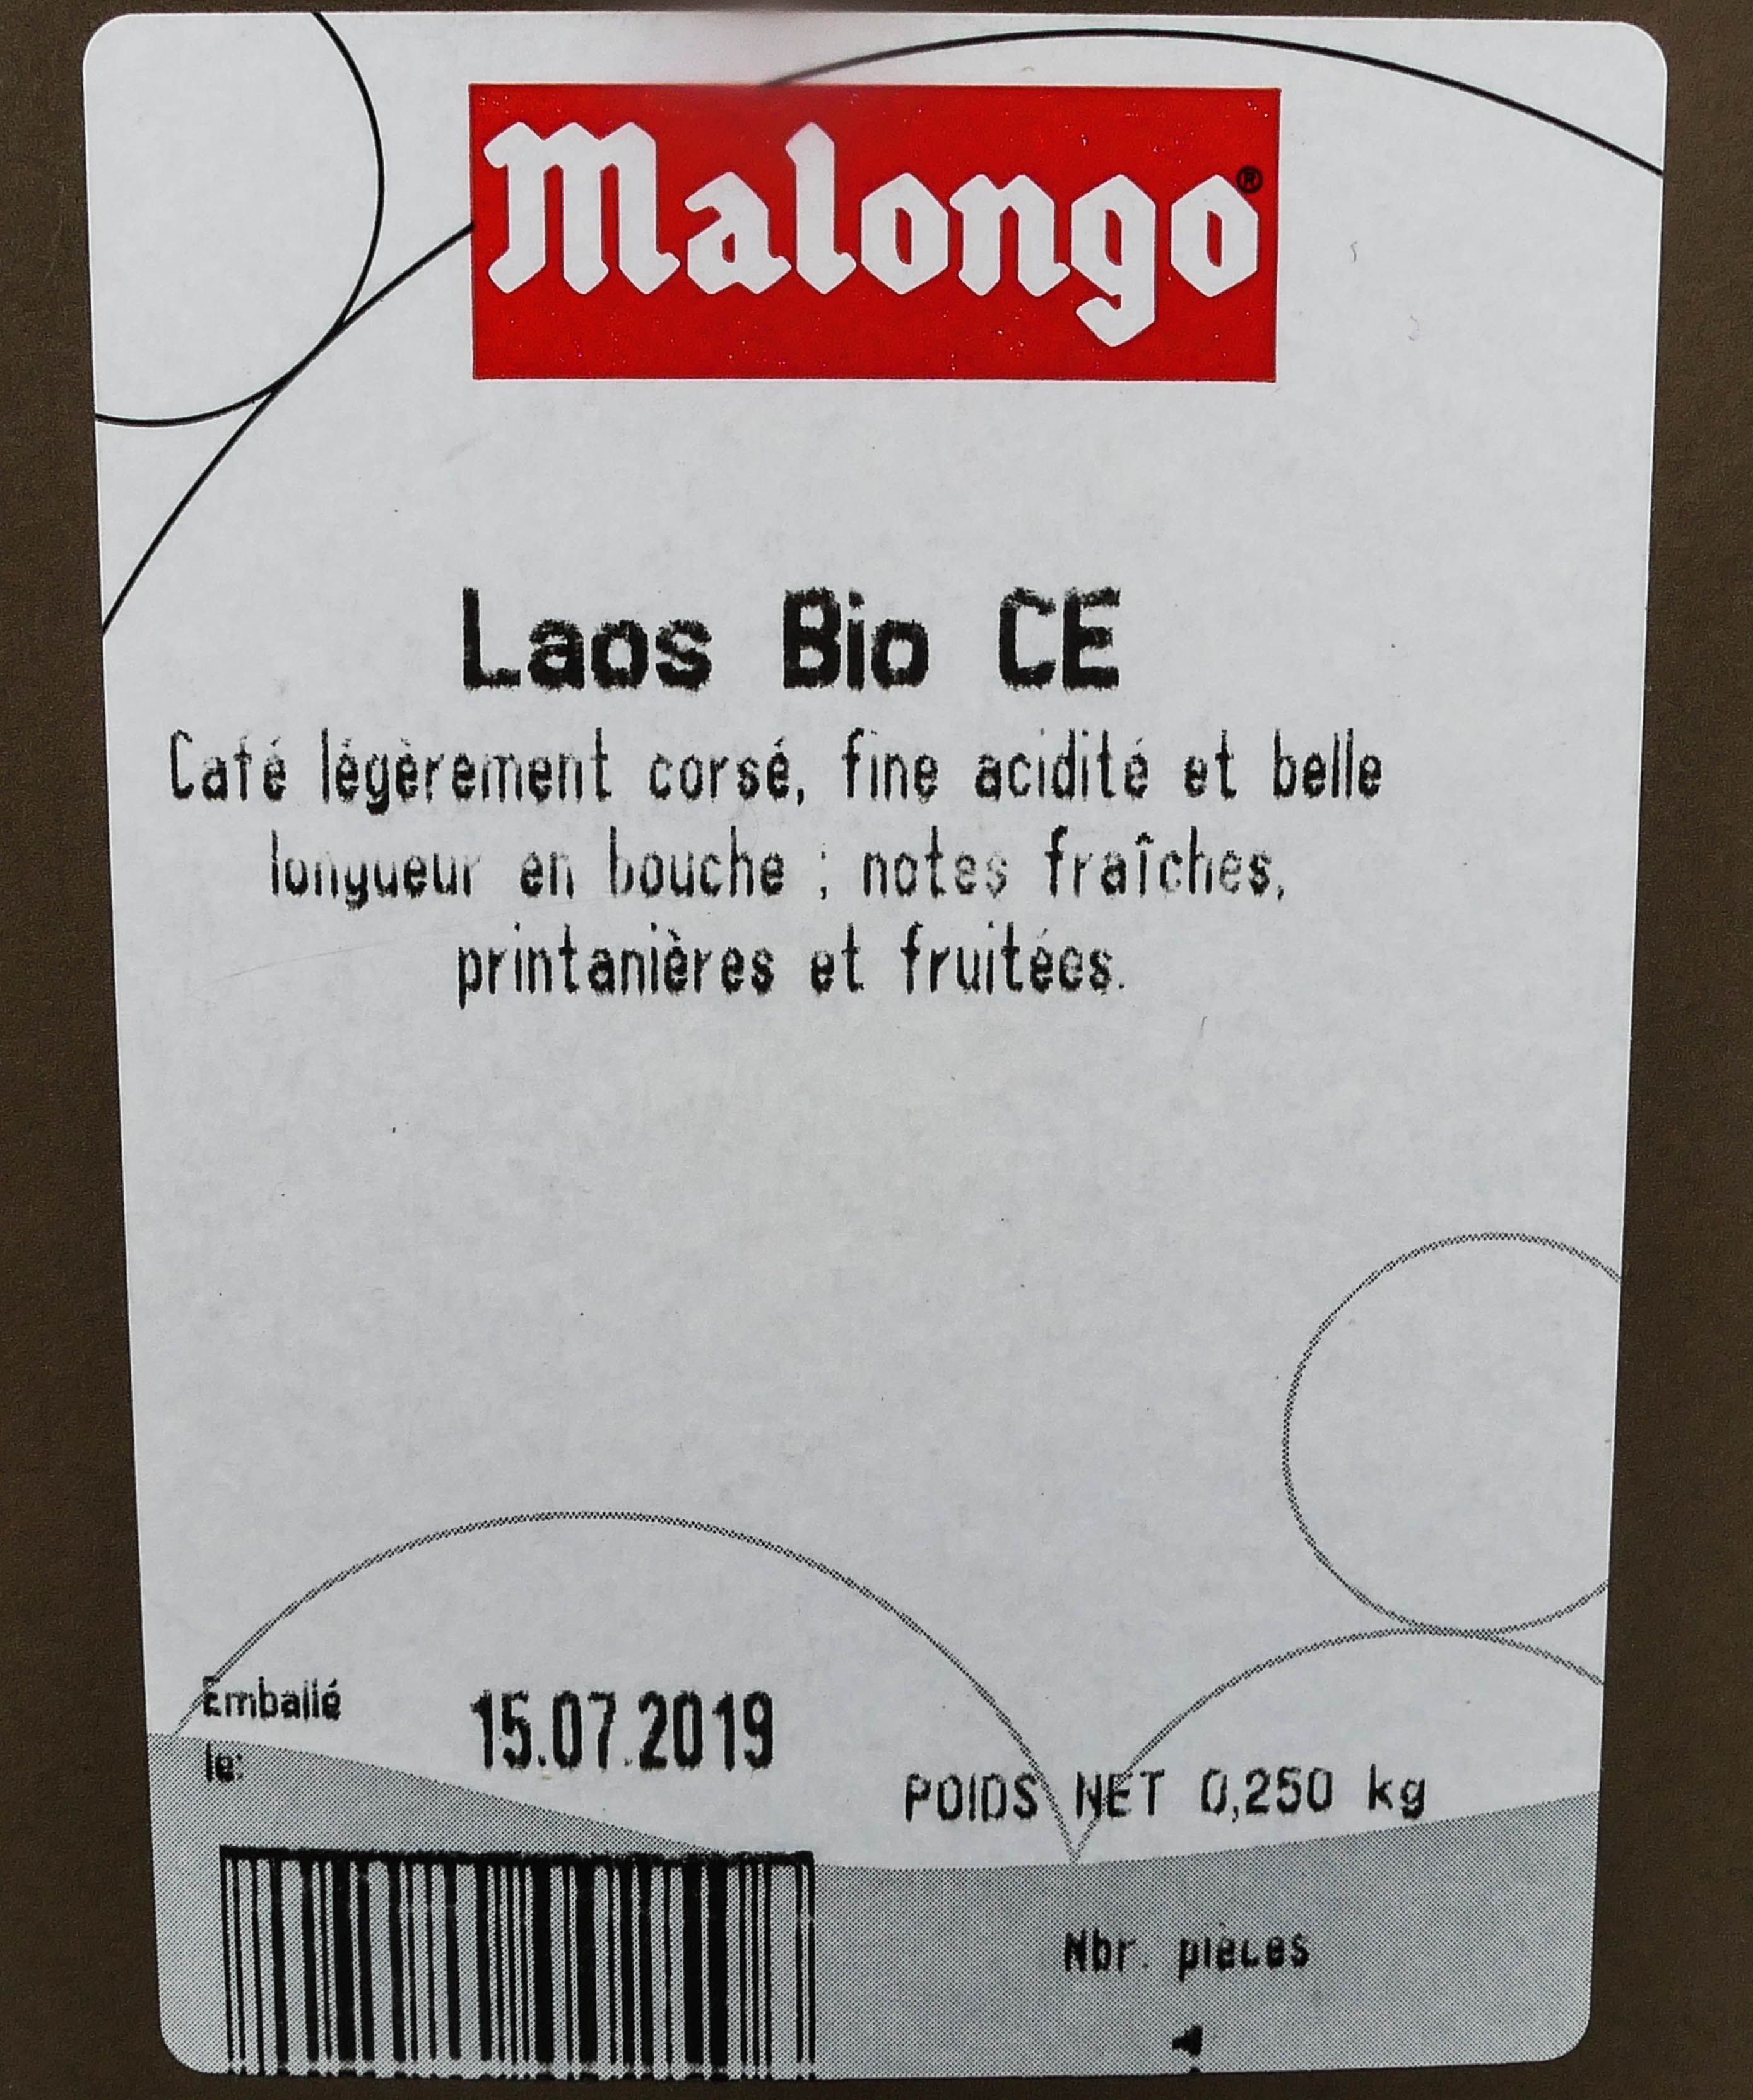 Malongo®
Laos Bio CE
Café légèrement corsé, fine acidité et belle
longueur en bouche ; notes fraîches,
printanières et fruitées.
Emballé
le:
15.07.2019
POIDS NET 0,250 kg
Nbr. pièces